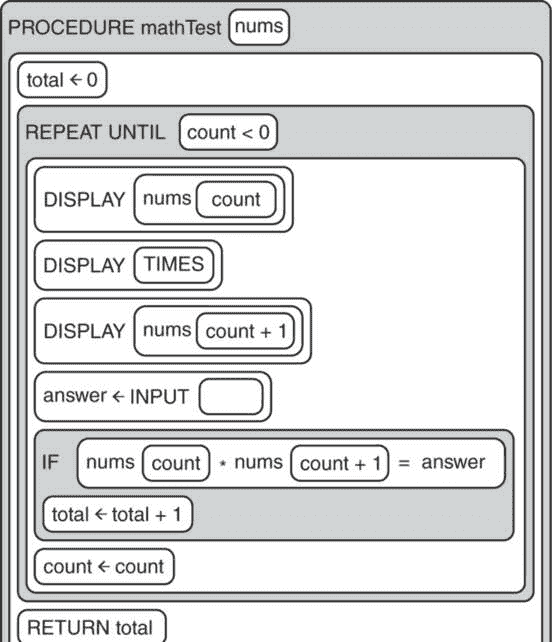 PROCEDURE mathTest nums
total ← 0
REPEAT UNTIL count < 0
DISPLAY nums count
DISPLAY TIMES
DISPLAY nums count + 1
answer ← INPUT
IF nums count * nums count + 1 = answer
total ← total + 1
count ← count
RETURN total